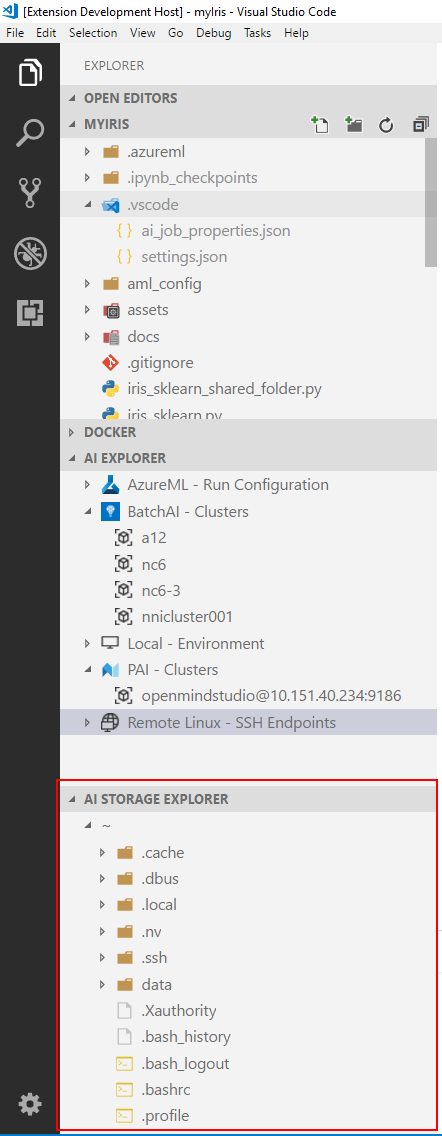 [Extension Development Host] - myIris - Visual Studio Code
File Edit Selection View Go Debug Tasks Help
EXPLORER
OPEN EDITORS
MYIRIS
.azureml
.ipynb_checkpoints
.vscode
{ } ai_job_properties.json
{ } settings.json
aml_config
assets
docs
.gitignore
iris_sklearn_shared_folder.py
iris_sklearn.py
DOCKER
AI EXPLORER
AzureML - Run Configuration
BatchAI - Clusters
a12
nc6
nc6-3
nnicluster001
Local - Environment
PAI - Clusters
openmindstudio@10.151.40.234:9186
Remote Linux - SSH Endpoints
AI STORAGE EXPLORER
~
.cache
.dbus
.local
.nv
.ssh
data
.Xauthority
.bash_history
.bash_logout
.bashrc
.profile